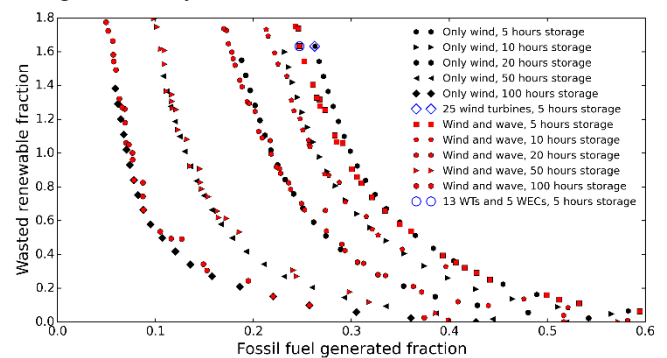 1.8
1.6
1.4
1.2
1.0
0.8
0.6
0.4
0.2
0.0
Wasted renewable fraction
Only wind, 5 hours storage
Only wind, 10 hours storage
Only wind, 20 hours storage
Only wind, 50 hours storage
Only wind, 100 hours storage
25 wind turbines, 5 hours storage
Wind and wave, 5 hours storage
Wind and wave, 10 hours storage
Wind and wave, 20 hours storage
Wind and wave, 50 hours storage
Wind and wave, 100 hours storage
13 WTs and 5 WECs, 5 hours storage
0.0 0.1 0.2 0.3 0.4 0.5 0.6
Fossil fuel generated fraction